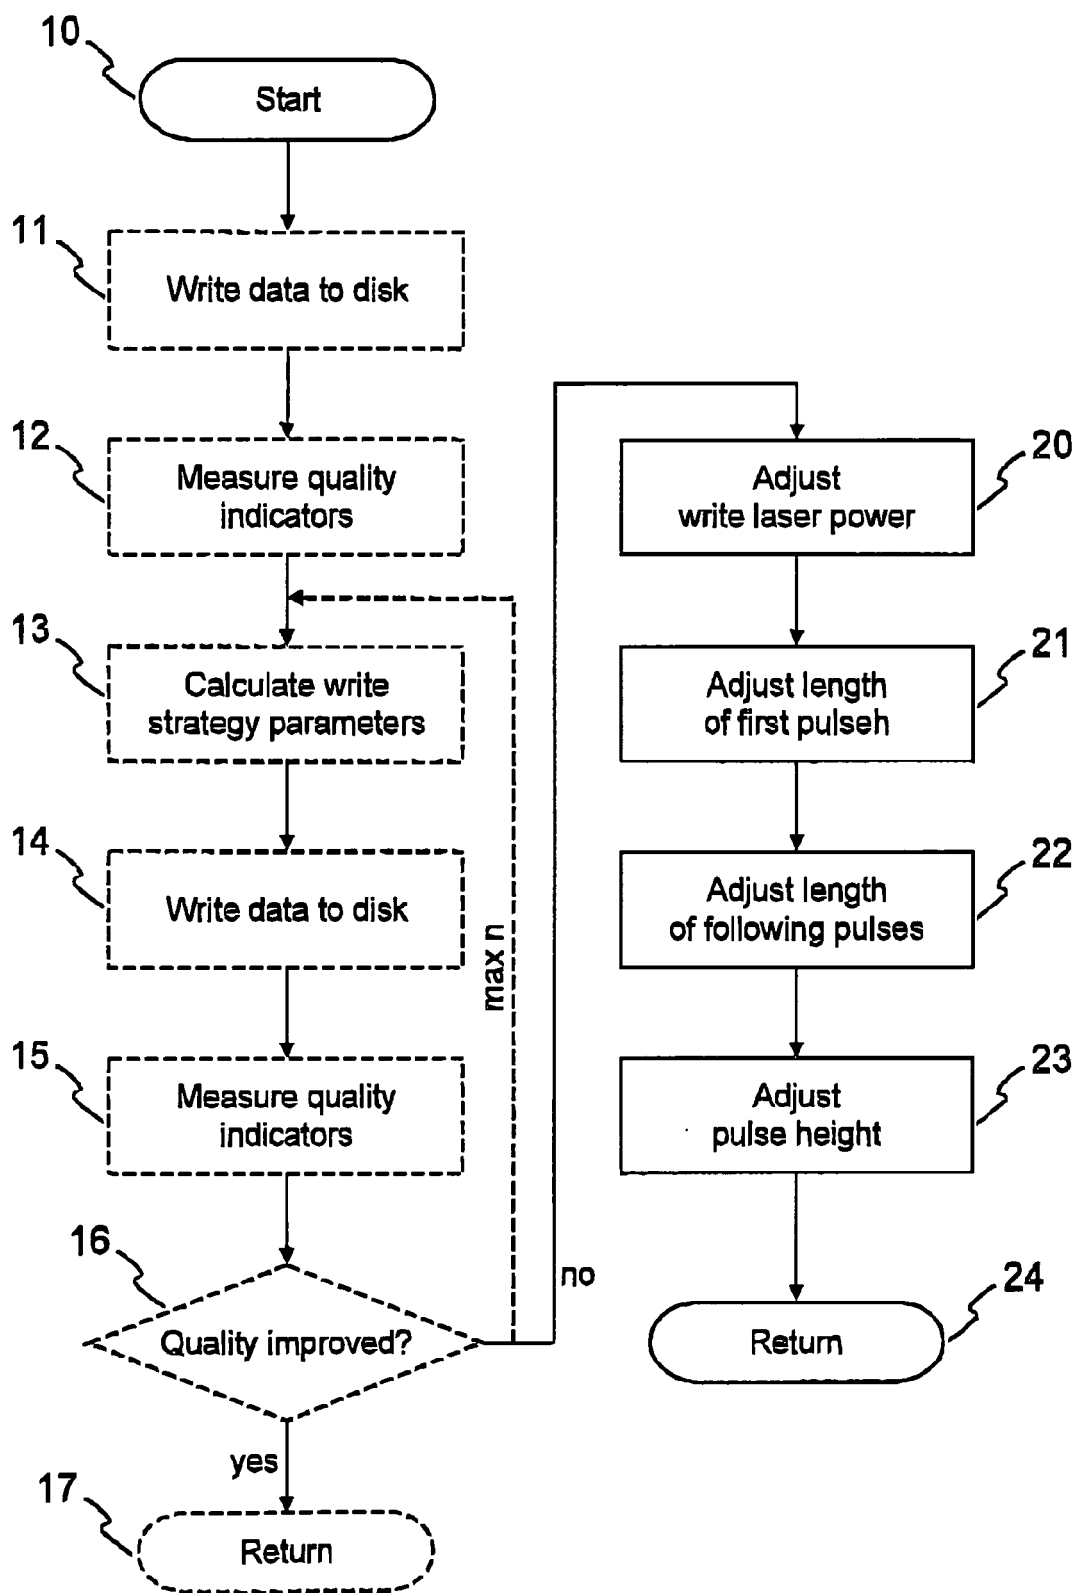 10
Start
11
Write data to disk
12
Measure quality
indicators
13
Calculate write
strategy parameters
14
Write data to disk
15
Measure quality
indicators
16
Quality improved?
yes
17
Return
max n
no
20
Adjust
write laser power
21
Adjust length
of first pulseh
22
Adjust length
of following pulses
23
Adjust
pulse height
24
Return